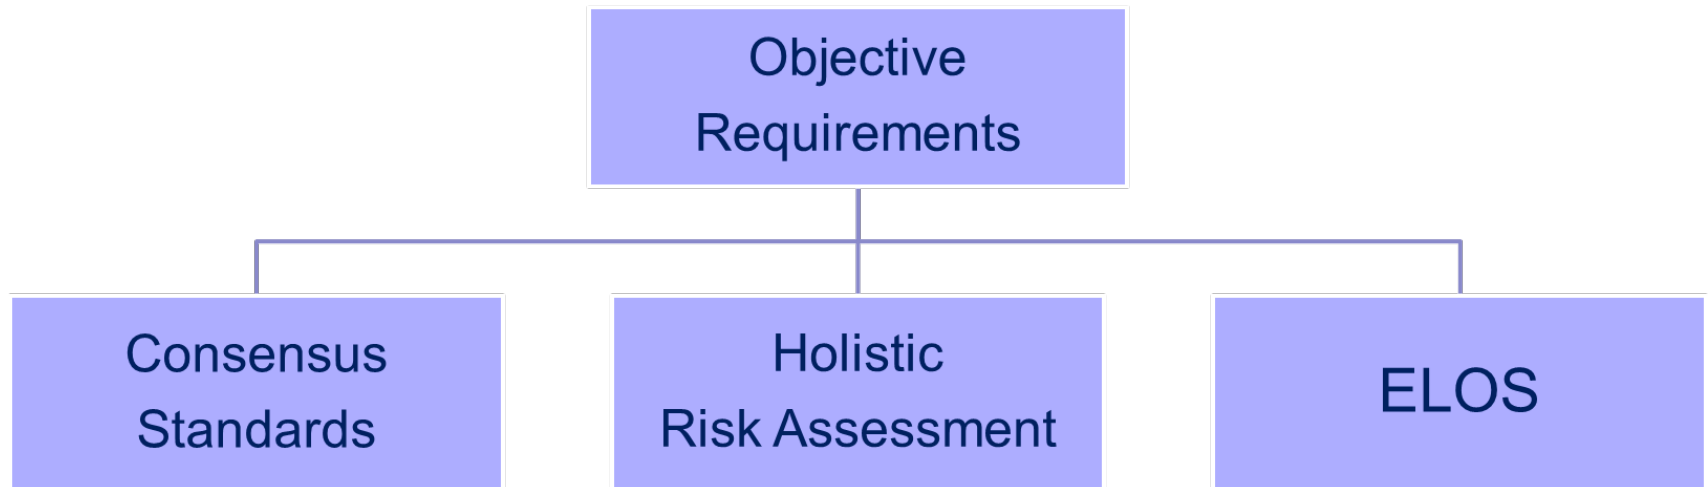 Objective
Requirements
Consensus
Standards
Holistic
Risk Assessment
ELOS